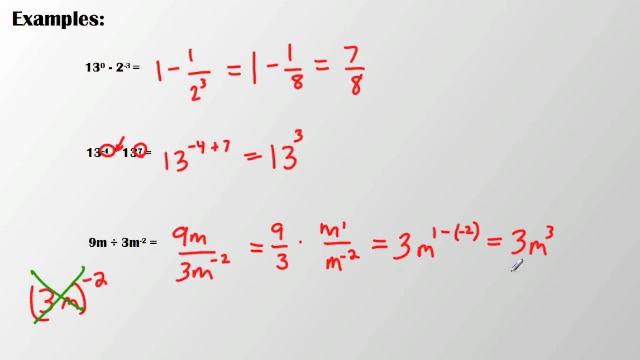 Examples:
13⁰ - 2⁻³ = 1 - 1/2³ = 1 - 1/8 = 7/8
13⁻⁴ 13⁷ = 13⁻⁴⁺⁷ = 13³
9m ÷ 3m⁻² = 9m/3m⁻² = 9/3 · m¹/m⁻² = 3m¹⁻⁽⁻²⁾ = 3m³
(3m)⁻²